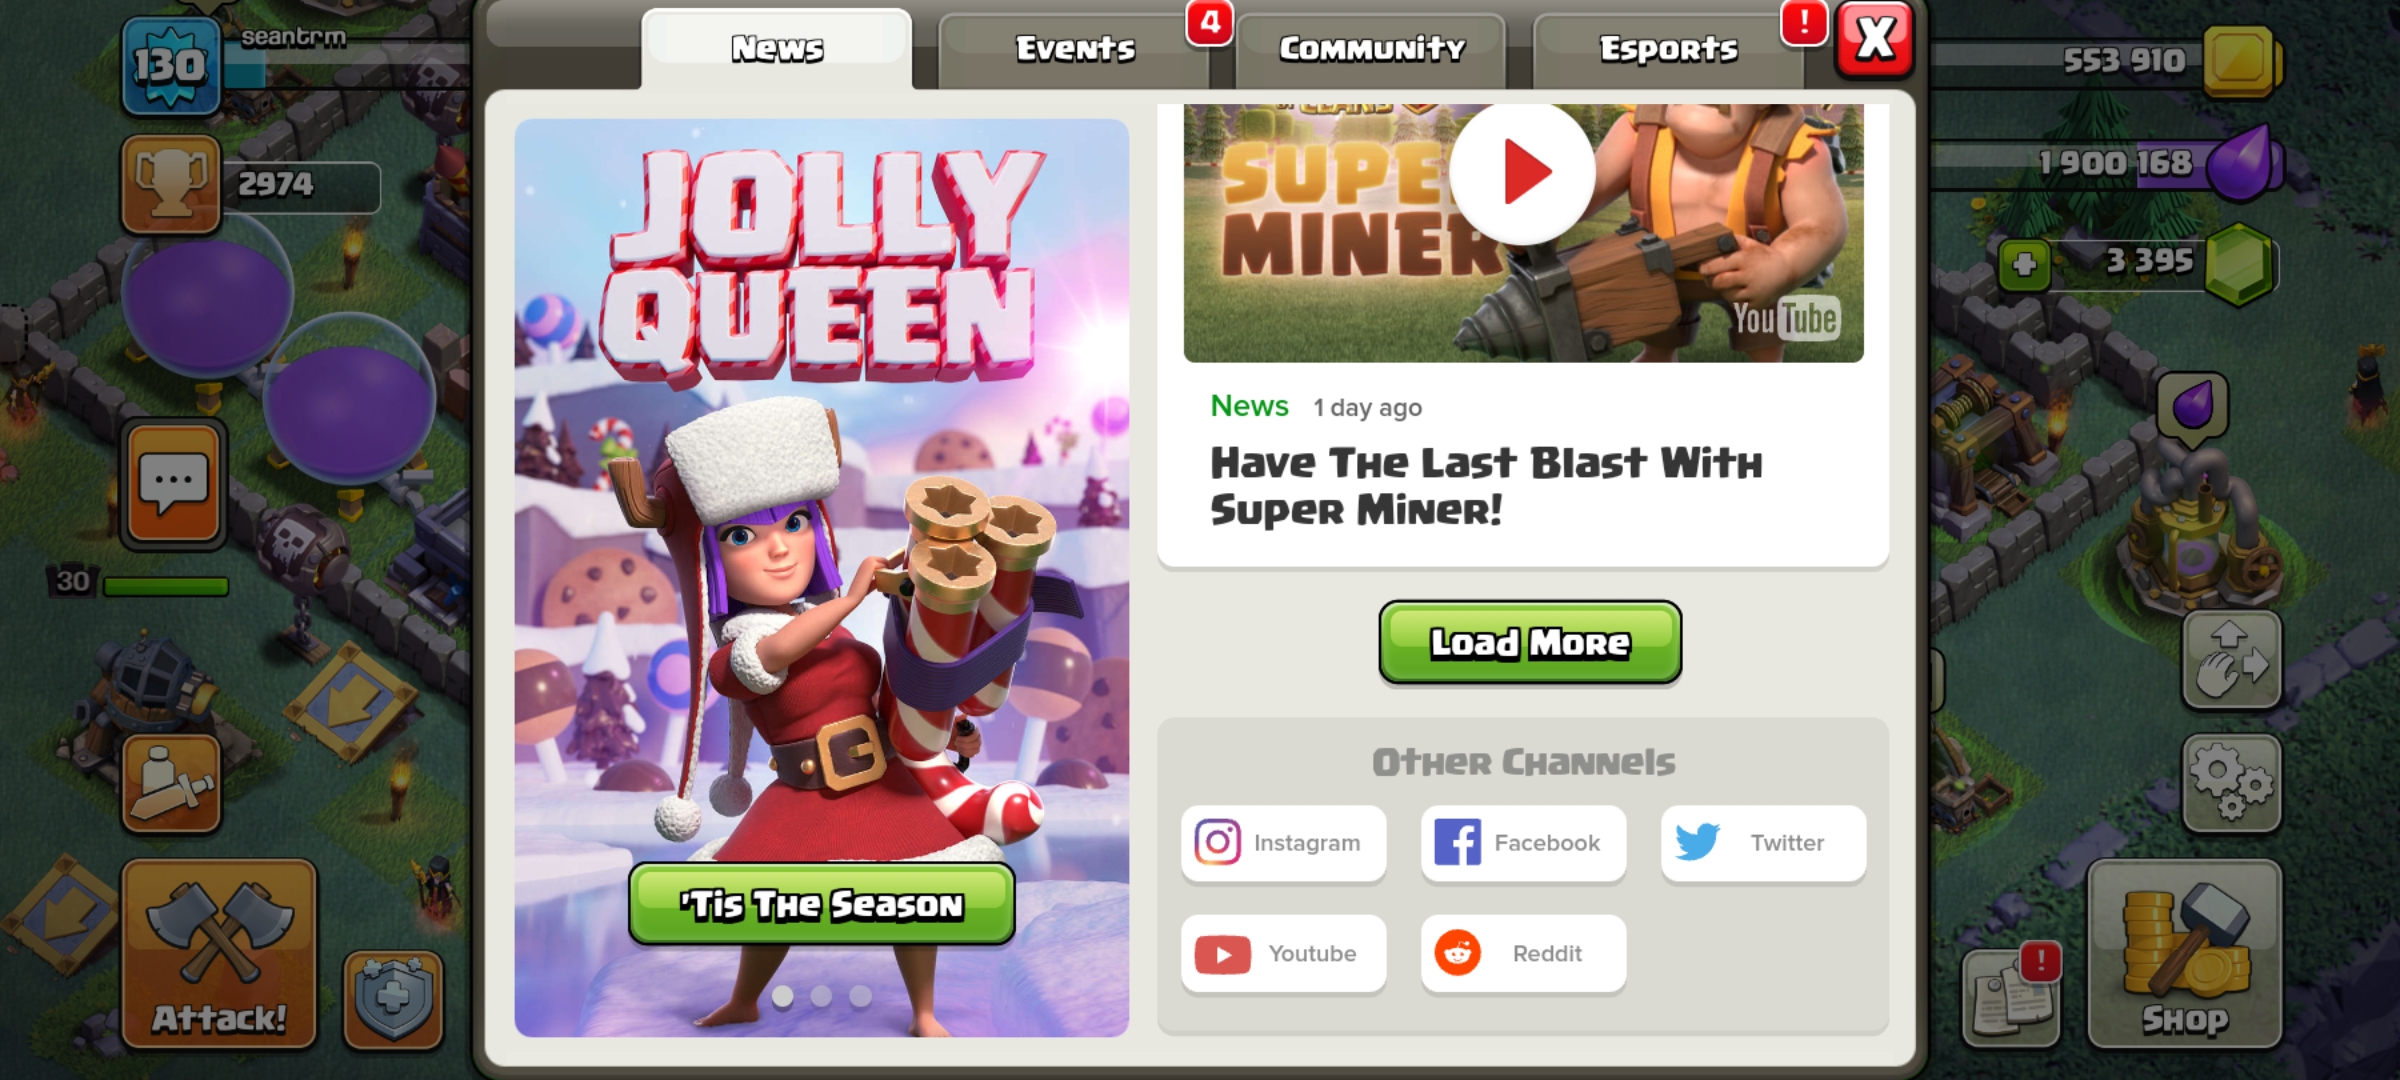 130
seantrm
2974
30
Attack!
News
Events
4
Community
Esports
!
X
JOLLY
QUEEN
'Tis The Season
SUPE
MINER
YouTube
News 1 day ago
Have The Last Blast With
Super Miner!
Load More
Other Channels
Instagram
Facebook
Twitter
Youtube
Reddit
553 910
1 900 168
3 395
!
Shop